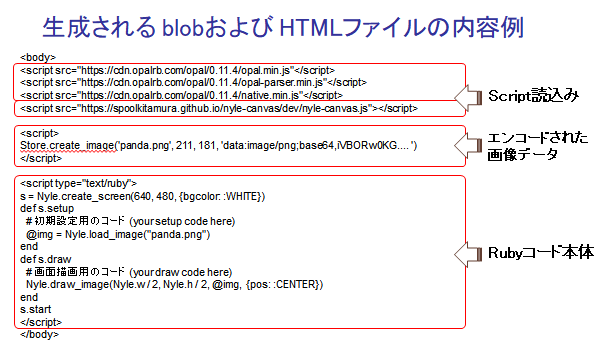 生成される blobおよび HTMLファイルの内容例
<body>
<script src="https://cdn.opalrb.com/opal/0.11.4/opal.min.js"</script>
<script src="https://cdn.opalrb.com/opal/0.11.4/opal-parser.min.js"</script>
<script src="https://cdn.opalrb.com/opal/0.11.4/native.min.js"</script>
<script src="https://spoolkitamura.github.io/nyle-canvas/dev/nyle-canvas.js"></script>
Script読込み
<script>
Store.create_image('panda.png', 211, 181, 'data:image/png;base64,iVBORw0KG.... ')
</script>
エンコードされた
画像データ
<script type="text/ruby">
s = Nyle.create_screen(640, 480, {bgcolor: :WHITE})
def s.setup
# 初期設定用のコード (your setup code here)
@img = Nyle.load_image("panda.png")
end
def s.draw
# 画面描画用のコード (your draw code here)
Nyle.draw_image(Nyle.w / 2, Nyle.h / 2, @img, {pos: :CENTER})
end
s.start
</script>
</body>
Rubyコード本体